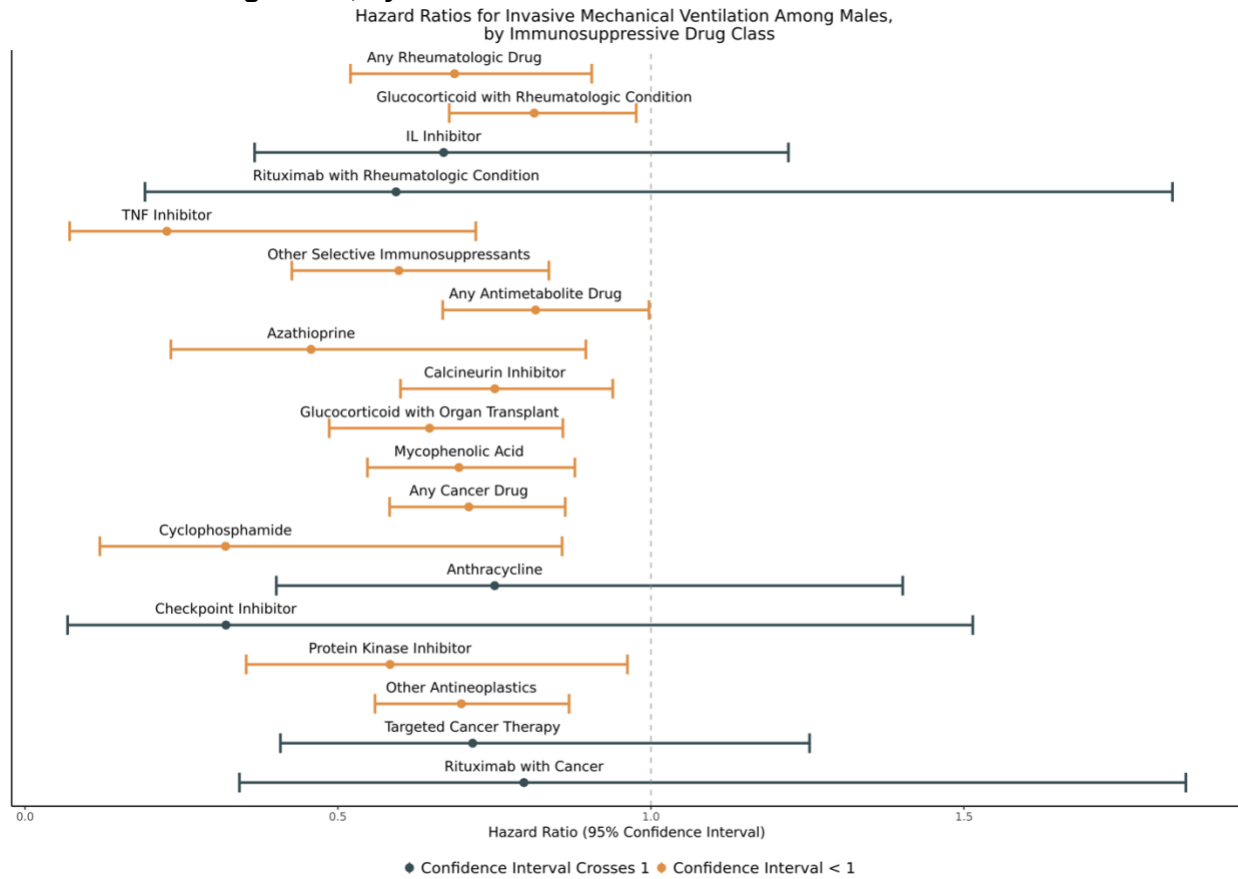 Hazard Ratios for Invasive Mechanical Ventilation Among Males,
by Immunosuppressive Drug Class
Any Rheumatologic Drug
Glucocorticoid with Rheumatologic Condition
IL Inhibitor
Rituximab with Rheumatologic Condition
TNF Inhibitor
Other Selective Immunosuppressants
Any Antimetabolite Drug
Azathioprine
Calcineurin Inhibitor
Glucocorticoid with Organ Transplant
Mycophenolic Acid
Any Cancer Drug
Cyclophosphamide
Anthracycline
Checkpoint Inhibitor
Protein Kinase Inhibitor
Other Antineoplastics
Targeted Cancer Therapy
Rituximab with Cancer
0.0 0.5 1.0 1.5
Hazard Ratio (95% Confidence Interval)
Confidence Interval Crosses 1 Confidence Interval < 1